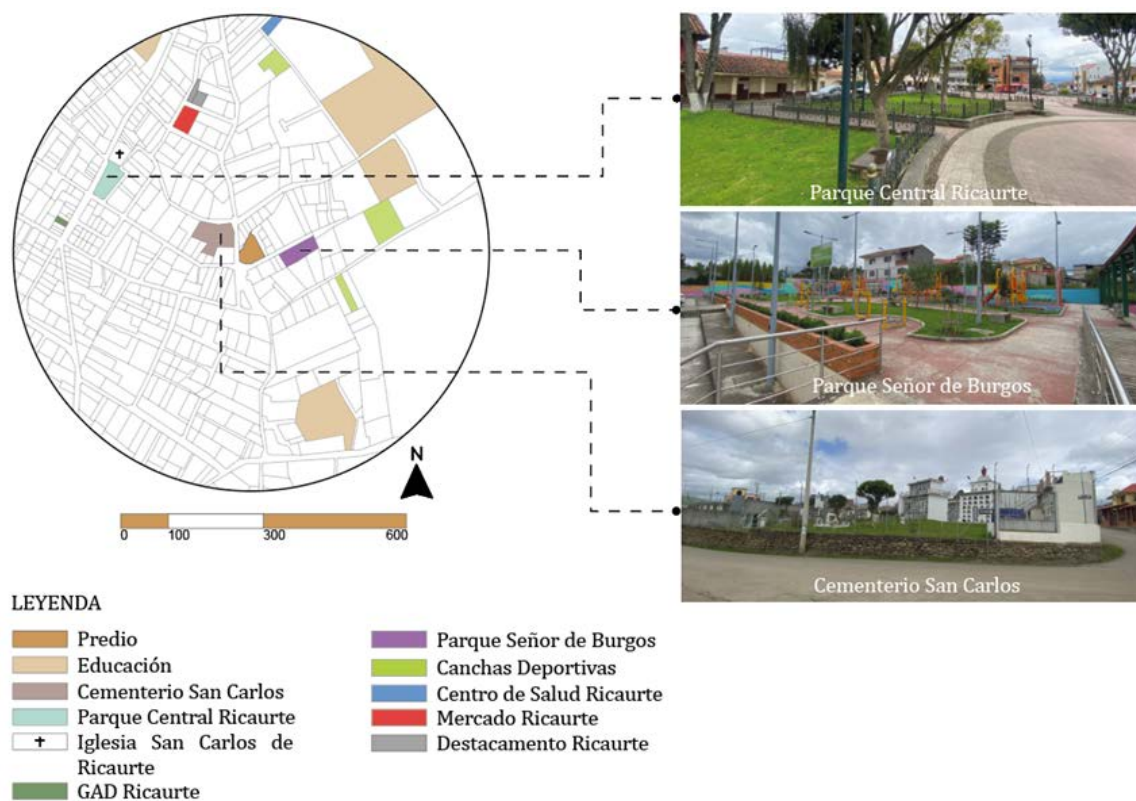 Parque Central Ricaurte
Parque Señor de Burgos
Cementerio San Carlos
N
0 100 300 600
LEYENDA
Predio
Educación
Cementerio San Carlos
Parque Central Ricaurte
Iglesia San Carlos de
Ricaurte
GAD Ricaurte
Parque Señor de Burgos
Canchas Deportivas
Centro de Salud Ricaurte
Mercado Ricaurte
Destacamento Ricaurte